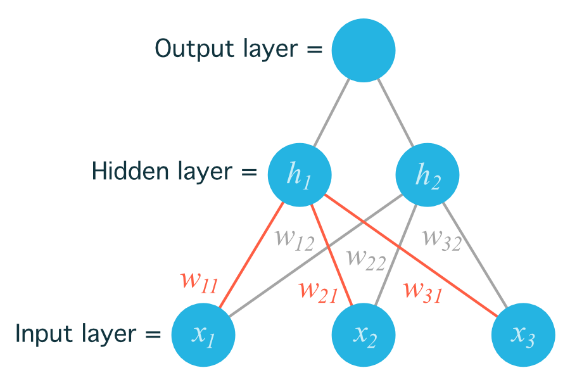 Output layer =
Hidden layer =
h1
h2
w12
w22
w32
w11
w21
w31
Input layer =
x1
x2
x3